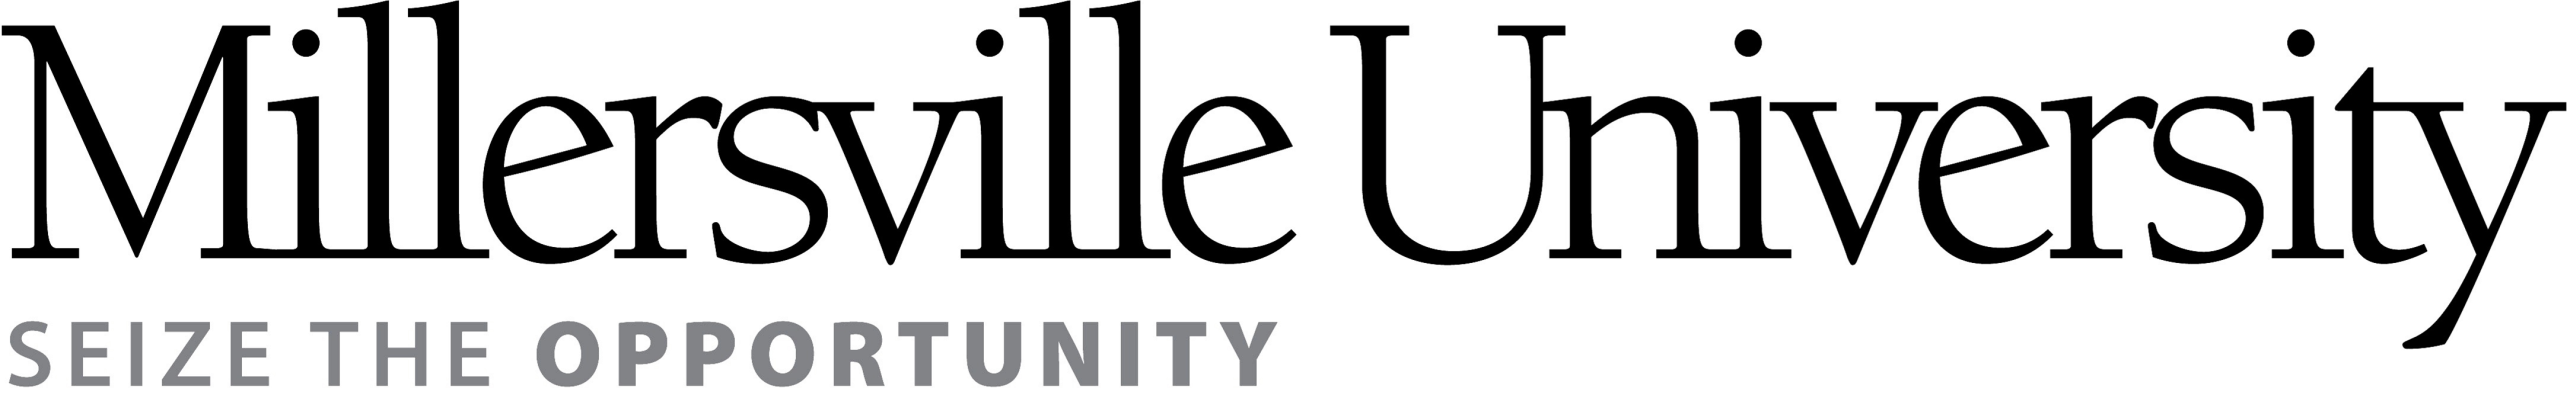 Millersville University
SEIZE THE OPPORTUNITY